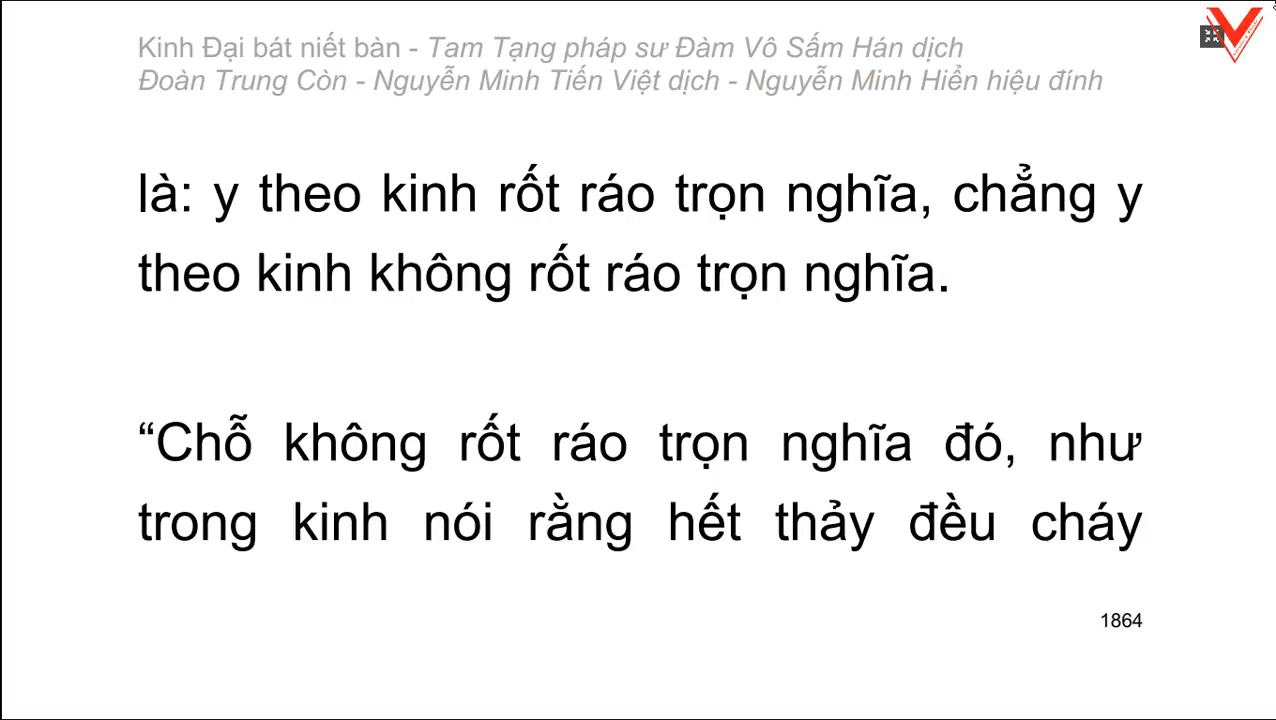 Kinh Đại bát niết bàn - Tam Tạng pháp sư Đàm Vô Sấm Hán dịch
Đoàn Trung Còn - Nguyễn Minh Tiến Việt dịch - Nguyễn Minh Hiển hiệu đính
là: y theo kinh rốt ráo trọn nghĩa, chẳng y
theo kinh không rốt ráo trọn nghĩa.
“Chỗ không rốt ráo trọn nghĩa đó, như
trong kinh nói rằng hết thảy đều cháy
1864